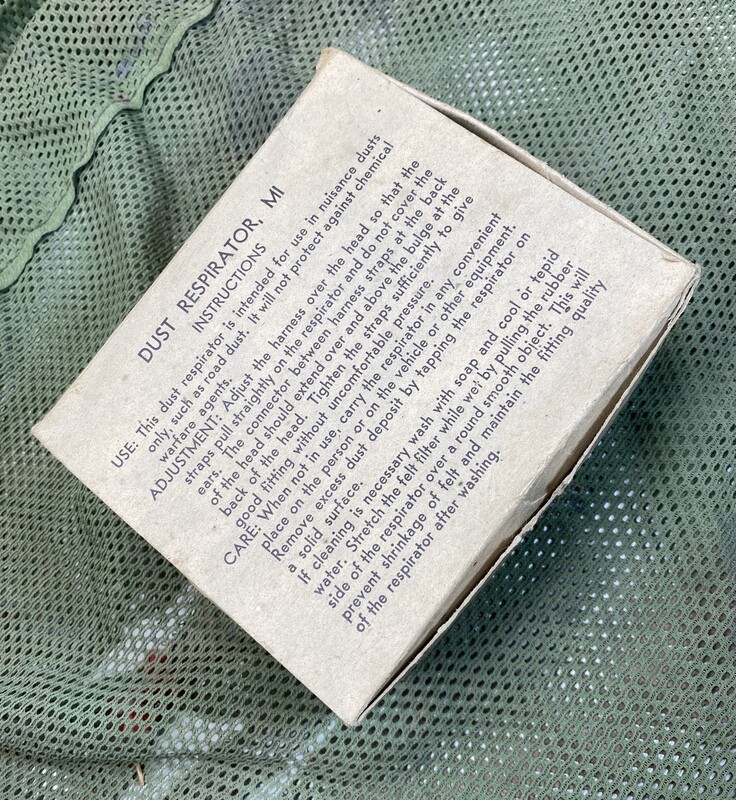 DUST RESPIRATOR, MI
INSTRUCTIONS
USE: This dust respirator is intended for use in nuisance dusts
only, such as road dust. It will not protect against chemical
warfare agents.
ADJUSTMENT: Adjust the harness over the head so that the
straps pull straightly on the respirator and do not cover the
ears. The connector between harness straps at the back
of the head should extend over and above the bulge at the
back of the head. Tighten the straps sufficiently to give
good fitting without uncomfortable pressure.
CARE: When not in use, carry the respirator in any convenient
place on the person or on the vehicle or other equipment.
Remove excess dust deposit by tapping the respirator on
a solid surface.
If cleaning is necessary wash with soap and cool or tepid
water. Stretch the felt filter while wet by pulling the rubber
side of the respirator over a round smooth object. This will
prevent shrinkage of felt and maintain the fitting quality
of the respirator after washing.